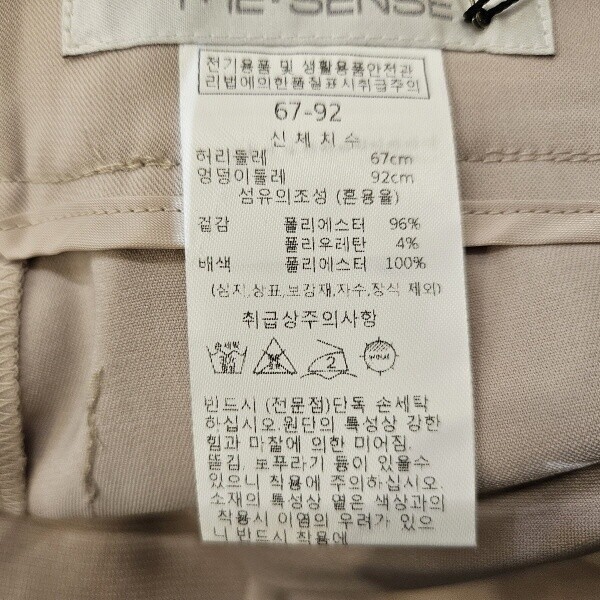 THE·SENSE
전기용품 및 생활용품안전관
리법에의한품질표시취급주의
67-92
신체치수
허리둘레 67cm
엉덩이둘레 92cm
섬유의조성 (혼용율)
겉감 폴리에스터 96%
폴리우레탄 4%
배색 폴리에스터 100%
(심지,상표,보강재,자수,장식 제외)
취급상주의사항
손세탁
2
반드시 (전문점)단독 손세탁
하십시오.원단의 특성상 강한
힘과 마찰에 의한 미어짐.
뜯김, 보푸라기 등이 있을수
있으니 착용에 주의하십시오.
소재의 특성상 옅은 색상과의
착용시 이염의 우려가 있으
니 반드시 착용에